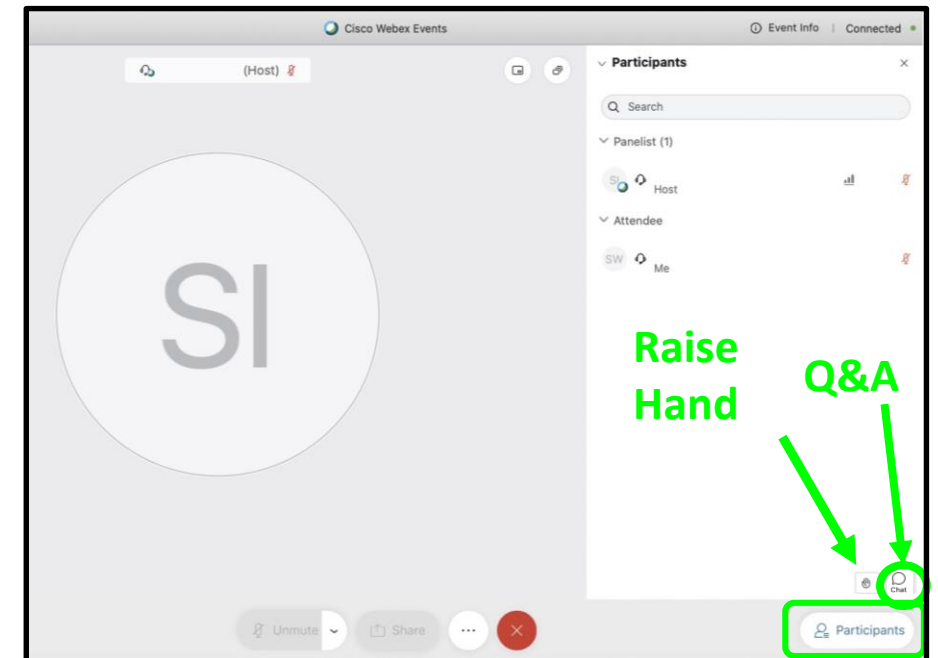 Cisco Webex Events
Event Info | Connected
(Host)
Participants
Search
Panelist (1)
SI Host
Attendee
SW Me
SI
Raise
Hand
Q&A
Chat
Unmute
Share
Participants